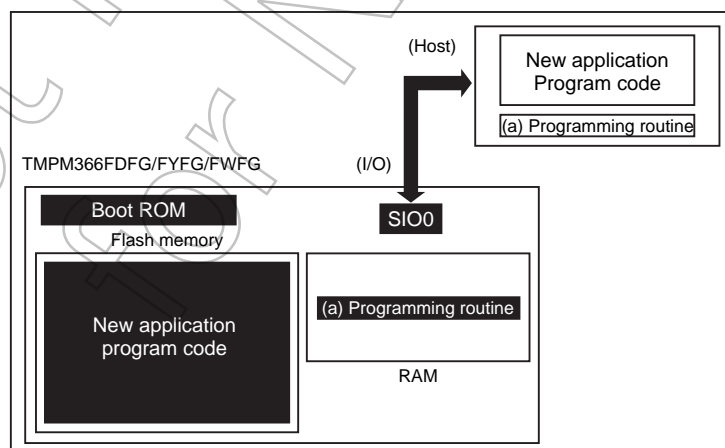 (Host)
New application
Program code
(a) Programming routine
TMPM366FDFG/FYFG/FWFG
(I/O)
Boot ROM
SIO0
Flash memory
New application
program code
(a) Programming routine
RAM
for